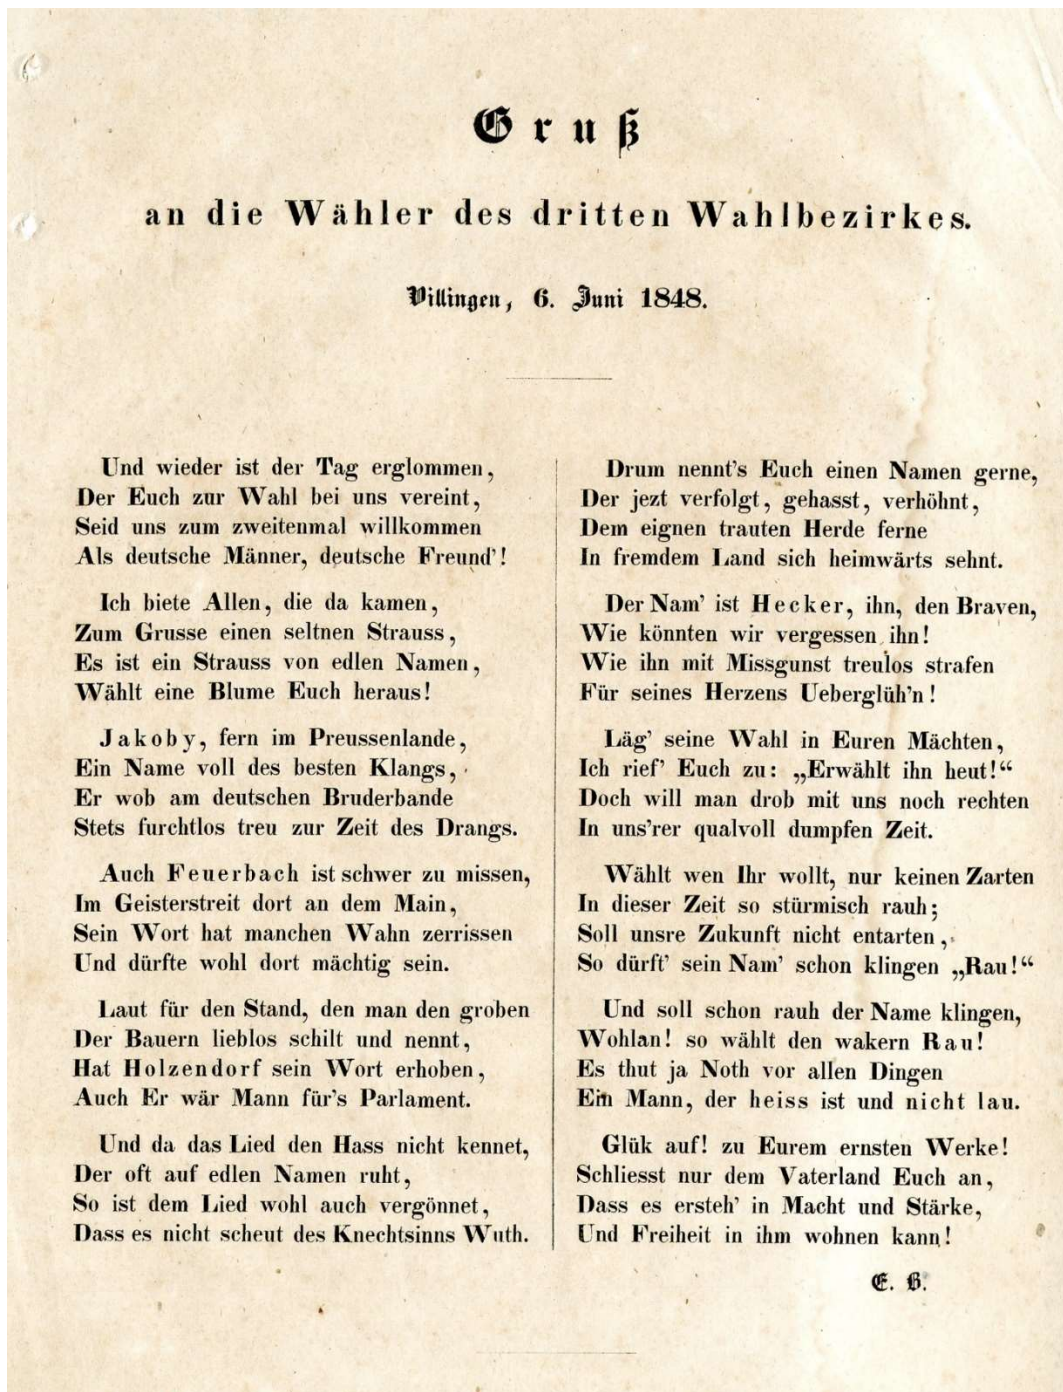 Gruß
an die Wähler des dritten Wahlbezirkes.
Villingen, 6. Juni 1848.
Und wieder ist der Tag erglommen,
Der Euch zur Wahl bei uns vereint,
Seid uns zum zweitenmal willkommen
Als deutsche Männer, deutsche Freund'!
Ich biete Allen, die da kamen,
Zum Grusse einen seltnen Strauss,
Es ist ein Strauss von edlen Namen,
Wählt eine Blume Euch heraus!
Jakoby, fern im Preussenlande,
Ein Name voll des besten Klangs,
Er wob am deutschen Bruderbande
Stets furchtlos treu zur Zeit des Drangs.
Auch Feuerbach ist schwer zu missen,
Im Geisterstreit dort an dem Main,
Sein Wort hat manchen Wahn zerrissen
Und dürfte wohl dort mächtig sein.
Laut für den Stand, den man den groben
Der Bauern lieblos schilt und nennt,
Hat Holzendorf sein Wort erhoben,
Auch Er wär Mann für's Parlament.
Und da das Lied den Hass nicht kennet,
Der oft auf edlen Namen ruht,
So ist dem Lied wohl auch vergönnet,
Dass es nicht scheut des Knechtsinns Wuth.
Drum nennt's Euch einen Namen gerne,
Der jezt verfolgt, gehasst, verhöhnt,
Dem eignen trauten Herde ferne
In fremdem Land sich heimwärts sehnt.
Der Nam' ist Hecker, ihn, den Braven,
Wie könnten wir vergessen ihn!
Wie ihn mit Missgunst treulos strafen
Für seines Herzens Ueberglüh'n!
Läg' seine Wahl in Euren Mächten,
Ich rief' Euch zu: „Erwählt ihn heut!“
Doch will man drob mit uns noch rechten
In uns'rer qualvoll dumpfen Zeit.
Wählt wen Ihr wollt, nur keinen Zarten
In dieser Zeit so stürmisch rauh;
Soll unsre Zukunft nicht entarten,
So dürft' sein Nam' schon klingen „Rau!“
Und soll schon rauh der Name klingen,
Wohlan! so wählt den wakern Rau!
Es thut ja Noth vor allen Dingen
Ein Mann, der heiss ist und nicht lau.
Glük auf! zu Eurem ernsten Werke!
Schliesst nur dem Vaterland Euch an,
Dass es ersteh' in Macht und Stärke,
Und Freiheit in ihm wohnen kann!
E. B.